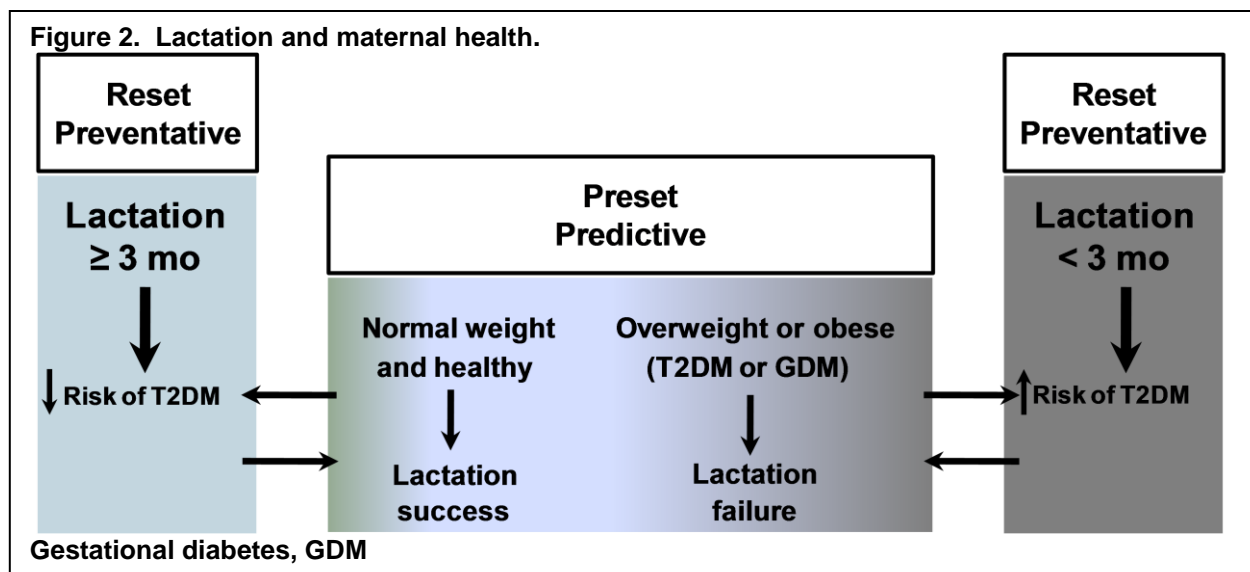 Figure 2.  Lactation and maternal health.
Reset
Preventative
Lactation
≥ 3 mo
↓ Risk of T2DM
Preset
Predictive
Normal weight
and healthy
Lactation
success
Overweight or obese
(T2DM or GDM)
Lactation
failure
Reset
Preventative
Lactation
< 3 mo
↑ Risk of T2DM
Gestational diabetes, GDM